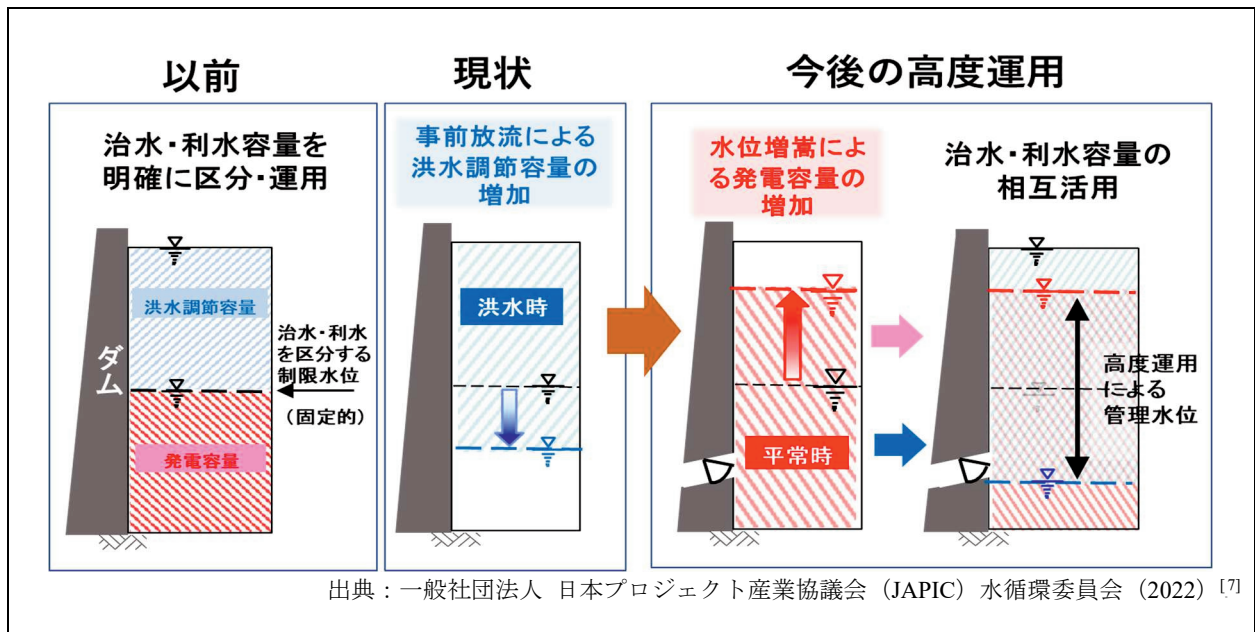 以前
治水・利水容量を
明確に区分・運用
洪水調節容量
ダム
治水・利水
を区分する
制限水位
(固定的)
発電容量
現状
事前放流による
洪水調節容量の
増加
洪水時
今後の高度運用
水位増嵩によ
る発電容量の
増加
平常時
治水・利水容量の
相互活用
高度運用
による
管理水位
出典：一般社団法人 日本プロジェクト産業協議会（JAPIC）水循環委員会（2022）[7]